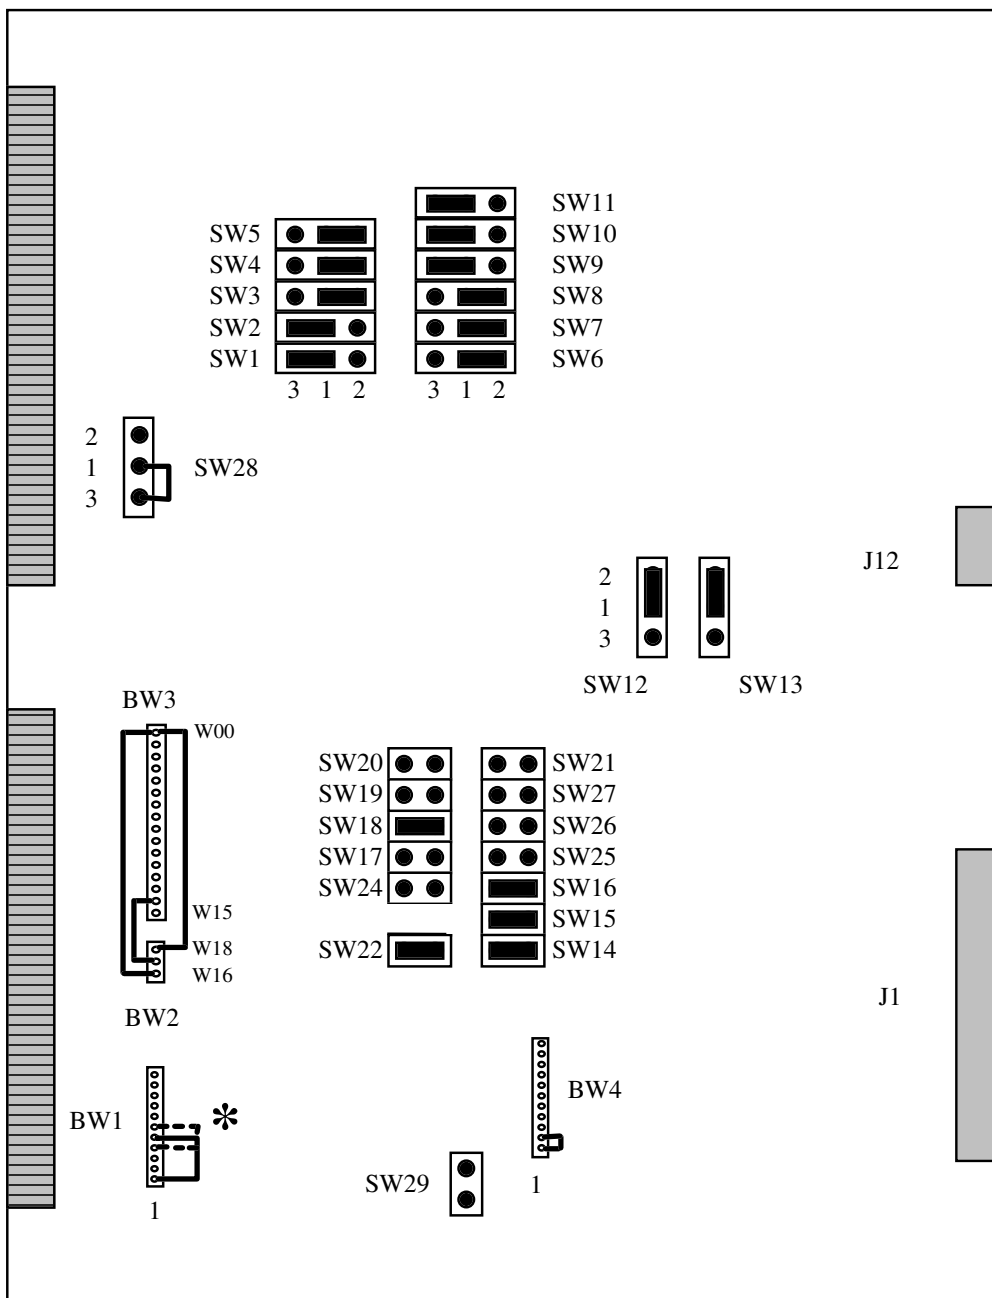 SW11
SW5 SW10
SW4 SW9
SW3 SW8
SW2 SW7
SW1 SW6
3 1 2 3 1 2
2
1 SW28
3
J12
2
1
3
SW12 SW13
BW3
W00
SW20 SW21
SW19 SW27
SW18 SW26
SW17 SW25
SW24 SW16
W15 SW15
W18 SW22 SW14
W16
J1
BW2
BW4
BW1 *
SW29 1
1